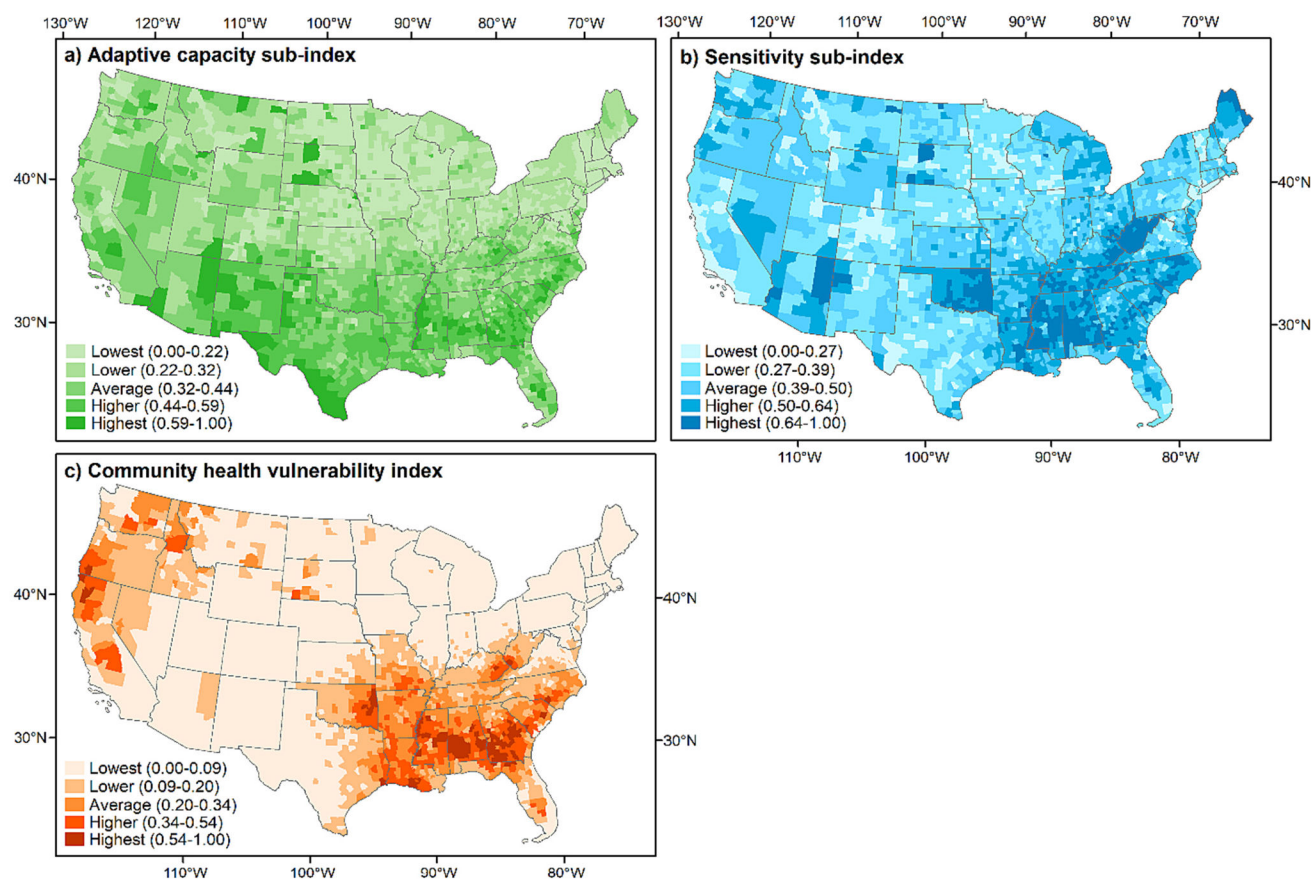 130°W 120°W 110°W 100°W 90°W 80°W 70°W
130°W 120°W 110°W 100°W 90°W 80°W 70°W
a) Adaptive capacity sub-index
40°N
30°N
Lowest (0.00-0.22)
Lower (0.22-0.32)
Average (0.32-0.44)
Higher (0.44-0.59)
Highest (0.59-1.00)
b) Sensitivity sub-index
40°N
30°N
Lowest (0.00-0.27)
Lower (0.27-0.39)
Average (0.39-0.50)
Higher (0.50-0.64)
Highest (0.64-1.00)
110°W 100°W 90°W 80°W
c) Community health vulnerability index
40°N
40°N
30°N
30°N
Lowest (0.00-0.09)
Lower (0.09-0.20)
Average (0.20-0.34)
Higher (0.34-0.54)
Highest (0.54-1.00)
110°W 100°W 90°W 80°W